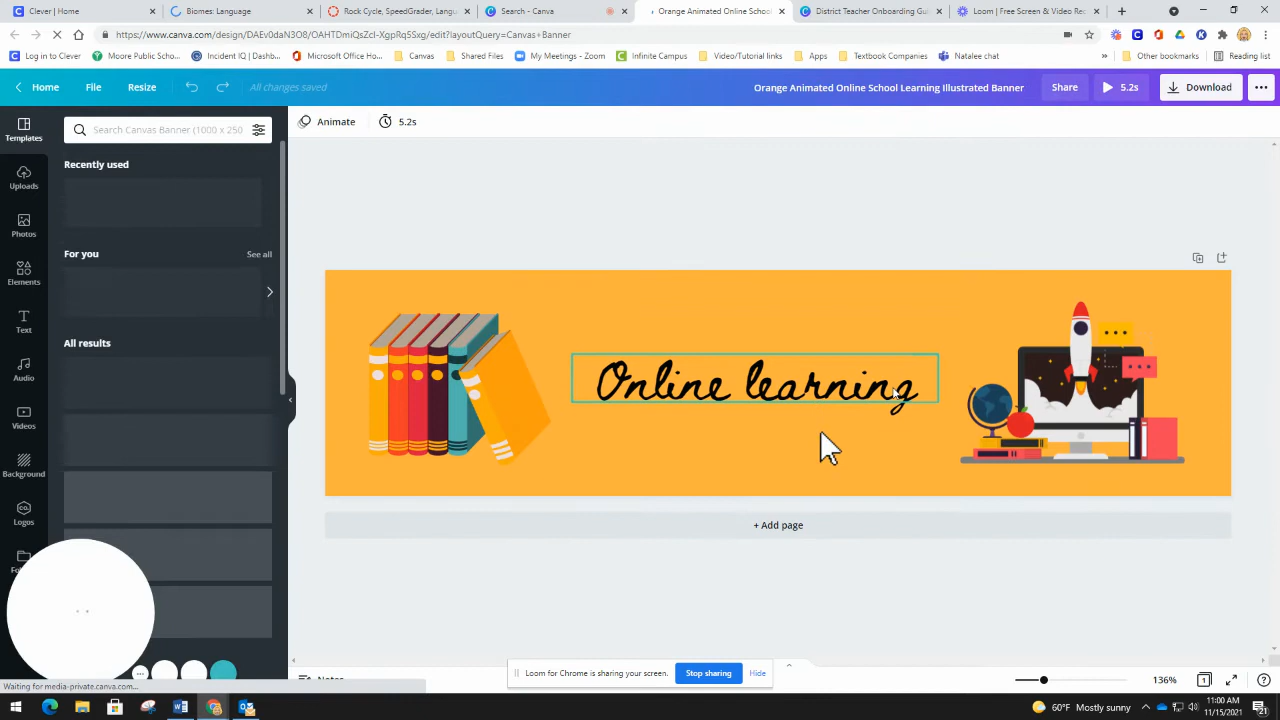 Clever | Home
Biomes: Language
Rock Cycle, SpeedGrader, Langu
Search - Canva
Orange Animated Online School
District Teacher Onboarding Guid
Loom | Free Screen & Video Rec
https://www.canva.com/design/DAEv0daN3O8/OAHTDmiQsZcI-XgpRq5Sxg/edit?layoutQuery=Canvas+Banner
Log in to Clever
Moore Public School
Incident IQ | Dashb...
Microsoft Office Ho...
Canvas
Shared Files
My Meetings - Zoom
Infinite Campus
Video/Tutorial links
Apps
Textbook Companies
Natalee chat
Other bookmarks
Reading list
Home
File
Resize
All changes saved
Orange Animated Online School Learning Illustrated Banner
Share
5.2s
Download
Templates
Search Canvas Banner (1000 x 250
Animate
5.2s
Recently used
Uploads
Photos
For you
See all
Elements
Text
All results
Audio
Videos
Background
Logos
Online learning
+ Add page
Loom for Chrome is sharing your screen.
Stop sharing
Hide
Notes
136%
1
Waiting for media-private.canva.com...
60°F Mostly sunny
11:00 AM
11/15/2021
21